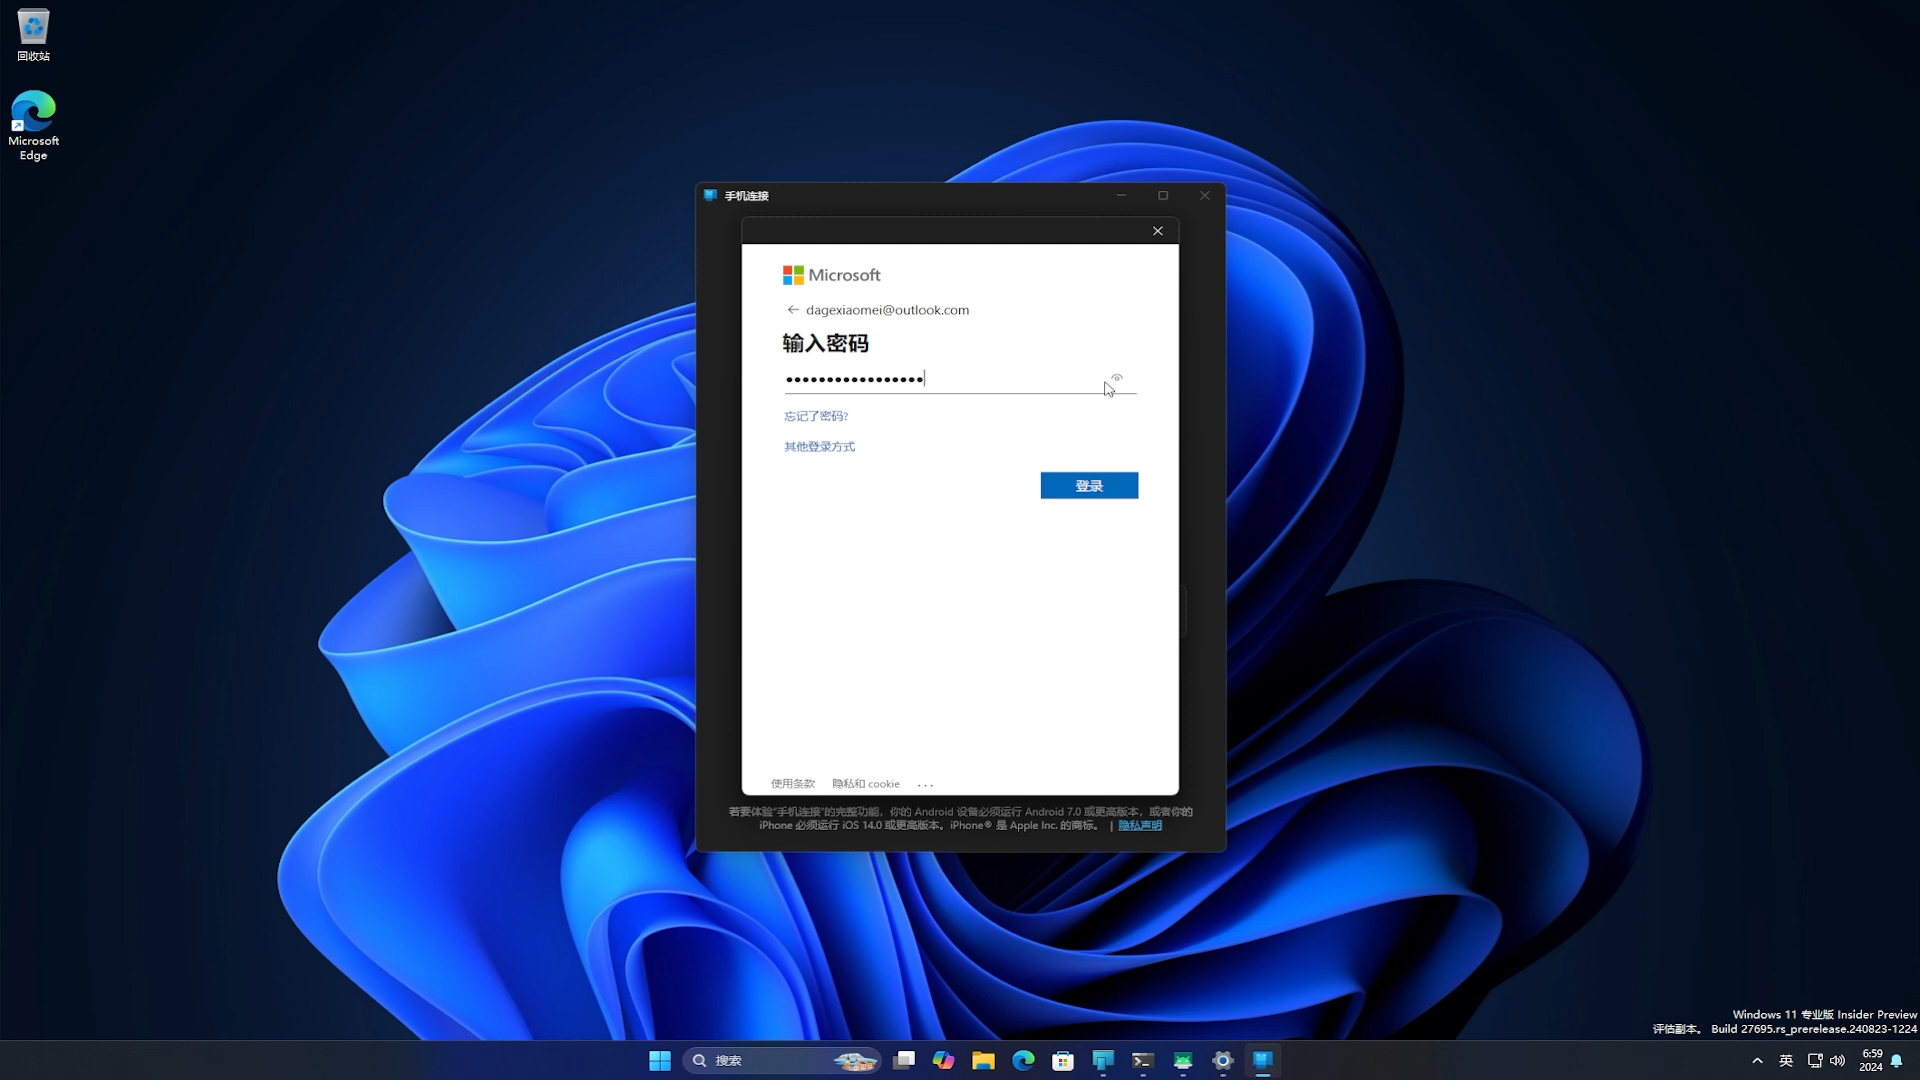 回收站
Microsoft
Edge
手机连接
Microsoft
dagexiaomei@outlook.com
输入密码
忘记了密码?
其他登录方式
登录
使用条款 隐私和 cookie ...
若要体验“手机连接”的完整功能，你的 Android 设备必须运行 Android 7.0 或更高版本，或者你的
iPhone 必须运行 iOS 14.0 或更高版本。iPhone® 是 Apple Inc. 的商标。 | 隐私声明
Windows 11 专业版 Insider Preview
评估副本。 Build 27695.rs_prerelease.240823-1224
搜索
英
6:59
2024